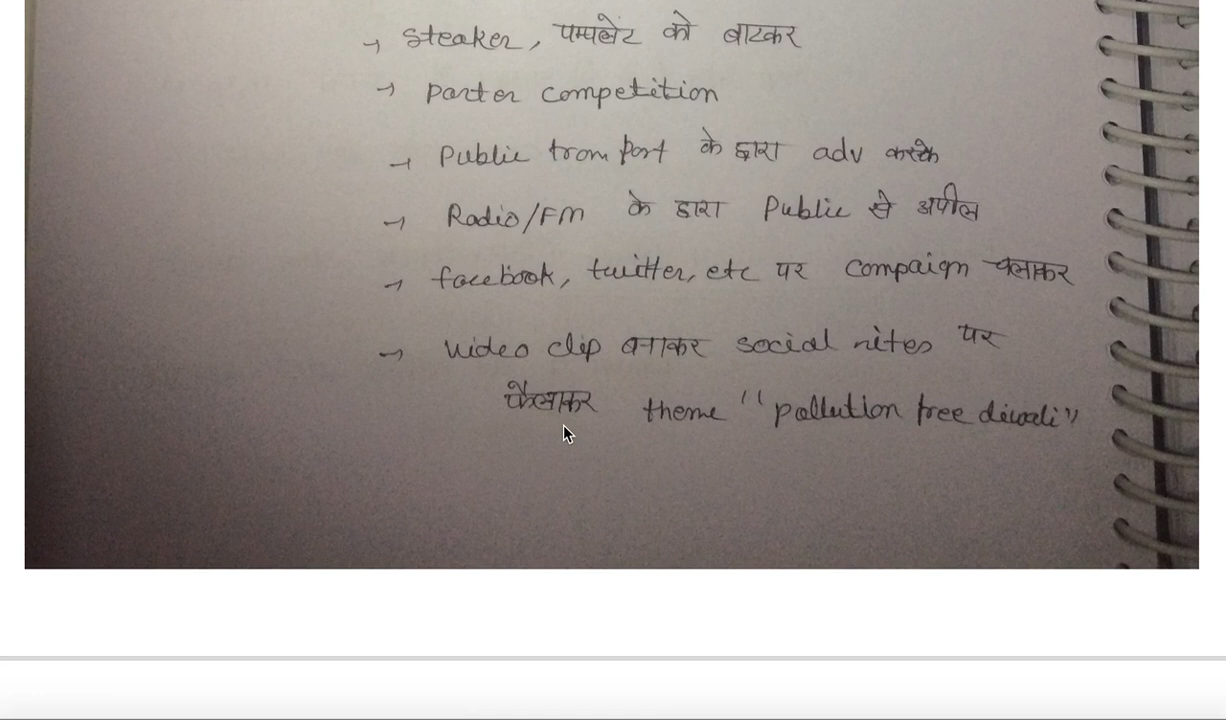 → steaker, पम्पलेट को बाटकर
→ poster competition
→ Public transport के द्वारा adv करके
→ Radio/FM के द्वारा Public से अपील
→ facebook, twitter, etc पर compaign चलाकर
→ video clip बनाकर social sites पर
फैलाकर theme "pollution free diwali"